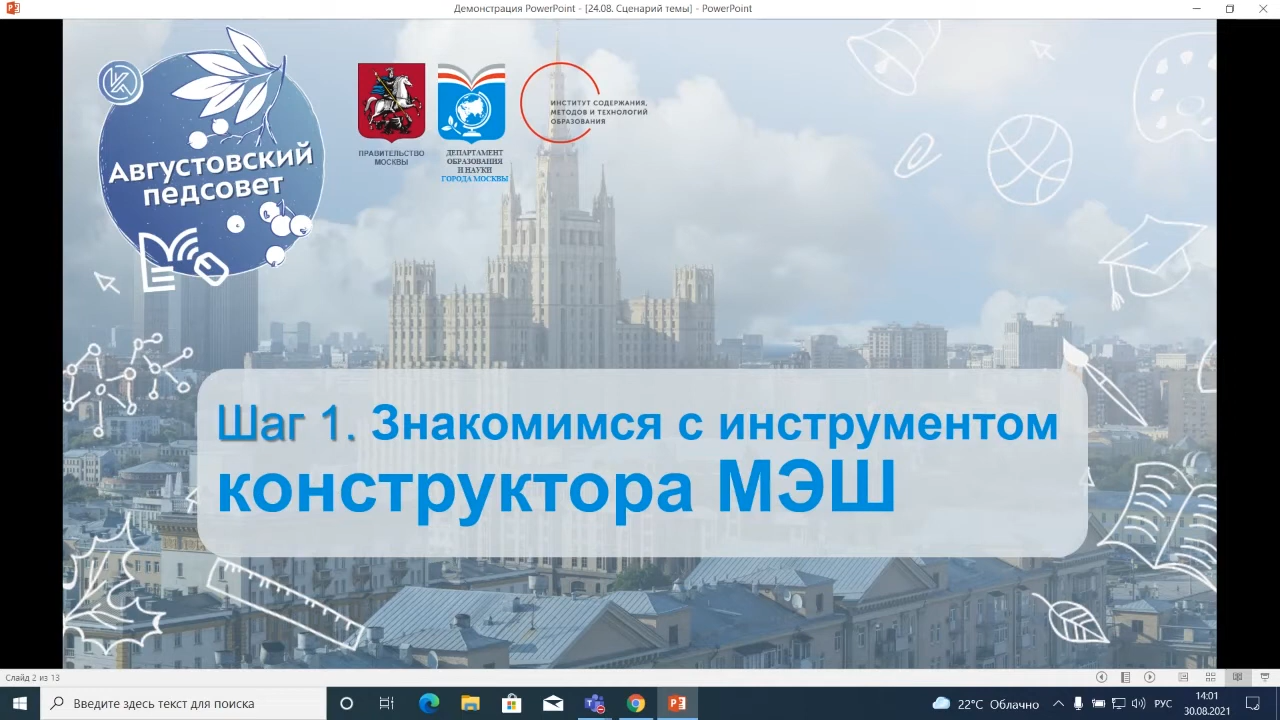 Демонстрация PowerPoint - [24.08. Сценарий темы] - PowerPoint
Августовский
педсовет
ПРАВИТЕЛЬСТВО
МОСКВЫ
ДЕПАРТАМЕНТ
ОБРАЗОВАНИЯ
И НАУКИ
ГОРОДА МОСКВЫ
ИНСТИТУТ СОДЕРЖАНИЯ,
МЕТОДОВ И ТЕХНОЛОГИЙ
ОБРАЗОВАНИЯ
Шаг 1. Знакомимся с инструментом
конструктора МЭШ
Слайд 2 из 13
Введите здесь текст для поиска
22°C Облачно
РУС
14:01
30.08.2021